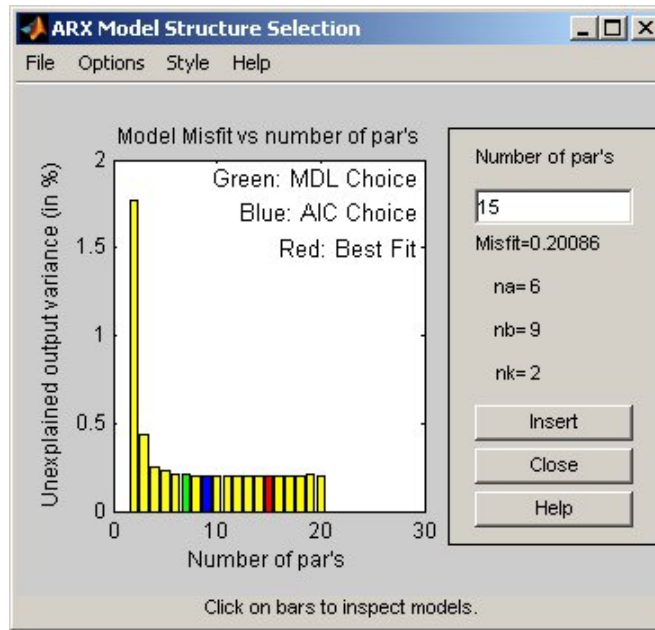 ARX Model Structure Selection
File Options Style Help
Model Misfit vs number of par's
Unexplained output variance (in %)
2
1.5
1
0.5
0
Green: MDL Choice
Blue: AIC Choice
Red: Best Fit
0 10 20 30
Number of par's
Number of par's
15
Misfit=0.20086
na= 6
nb= 9
nk= 2
Insert
Close
Help
Click on bars to inspect models.